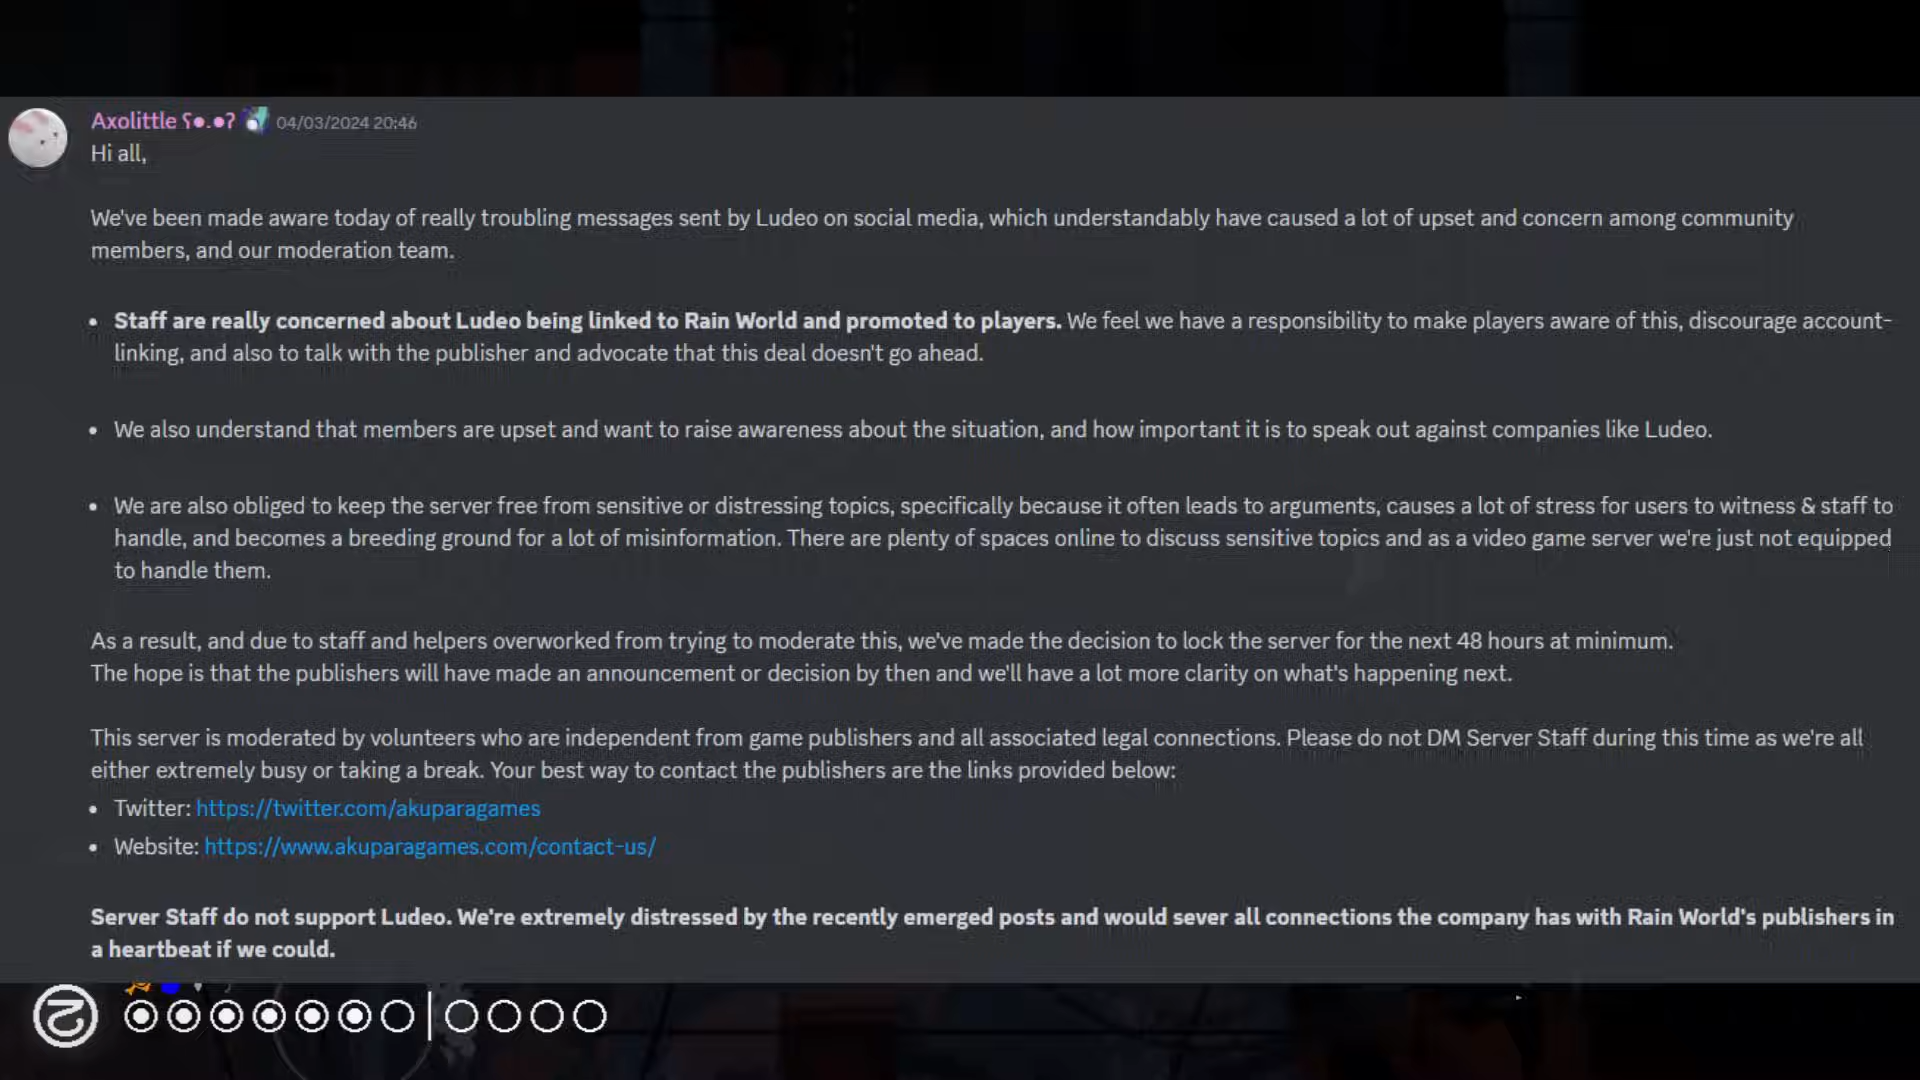 Axolittle ʕ●.●ʔ 04/03/2024 20:46
Hi all,
We've been made aware today of really troubling messages sent by Ludeo on social media, which understandably have caused a lot of upset and concern among community
members, and our moderation team.
• Staff are really concerned about Ludeo being linked to Rain World and promoted to players. We feel we have a responsibility to make players aware of this, discourage account-
linking, and also to talk with the publisher and advocate that this deal doesn't go ahead.
• We also understand that members are upset and want to raise awareness about the situation, and how important it is to speak out against companies like Ludeo.
• We are also obliged to keep the server free from sensitive or distressing topics, specifically because it often leads to arguments, causes a lot of stress for users to witness & staff to
handle, and becomes a breeding ground for a lot of misinformation. There are plenty of spaces online to discuss sensitive topics and as a video game server we're just not equipped
to handle them.
As a result, and due to staff and helpers overworked from trying to moderate this, we've made the decision to lock the server for the next 48 hours at minimum.
The hope is that the publishers will have made an announcement or decision by then and we'll have a lot more clarity on what's happening next.
This server is moderated by volunteers who are independent from game publishers and all associated legal connections. Please do not DM Server Staff during this time as we're all
either extremely busy or taking a break. Your best way to contact the publishers are the links provided below:
• Twitter: https://twitter.com/akuparagames
• Website: https://www.akuparagames.com/contact-us/
Server Staff do not support Ludeo. We're extremely distressed by the recently emerged posts and would sever all connections the company has with Rain World's publishers in
a heartbeat if we could.